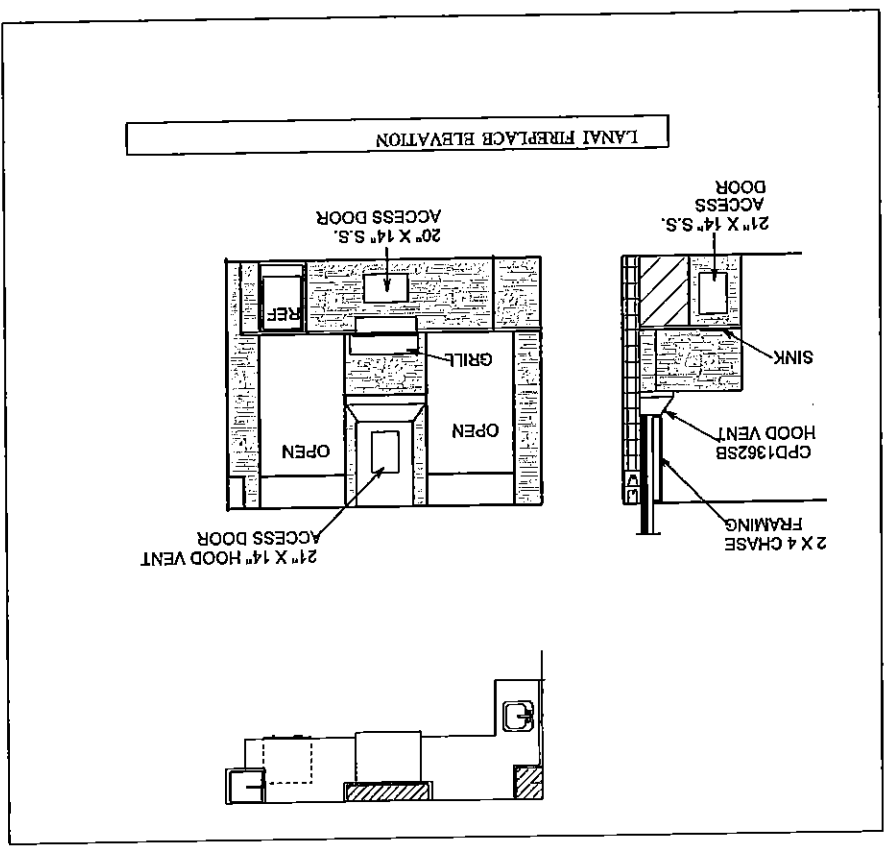 21" X 14" HOOD VENT
ACCESS DOOR
OPEN
OPEN
GRILL
REF
20" X 14" S.S.
ACCESS DOOR
2 X 4 CHASE
FRAMING
CPD1362SB
HOOD VENT
SINK
21" X 14" S.S.
ACCESS
DOOR
LANAI FIREPLACE ELEVATION